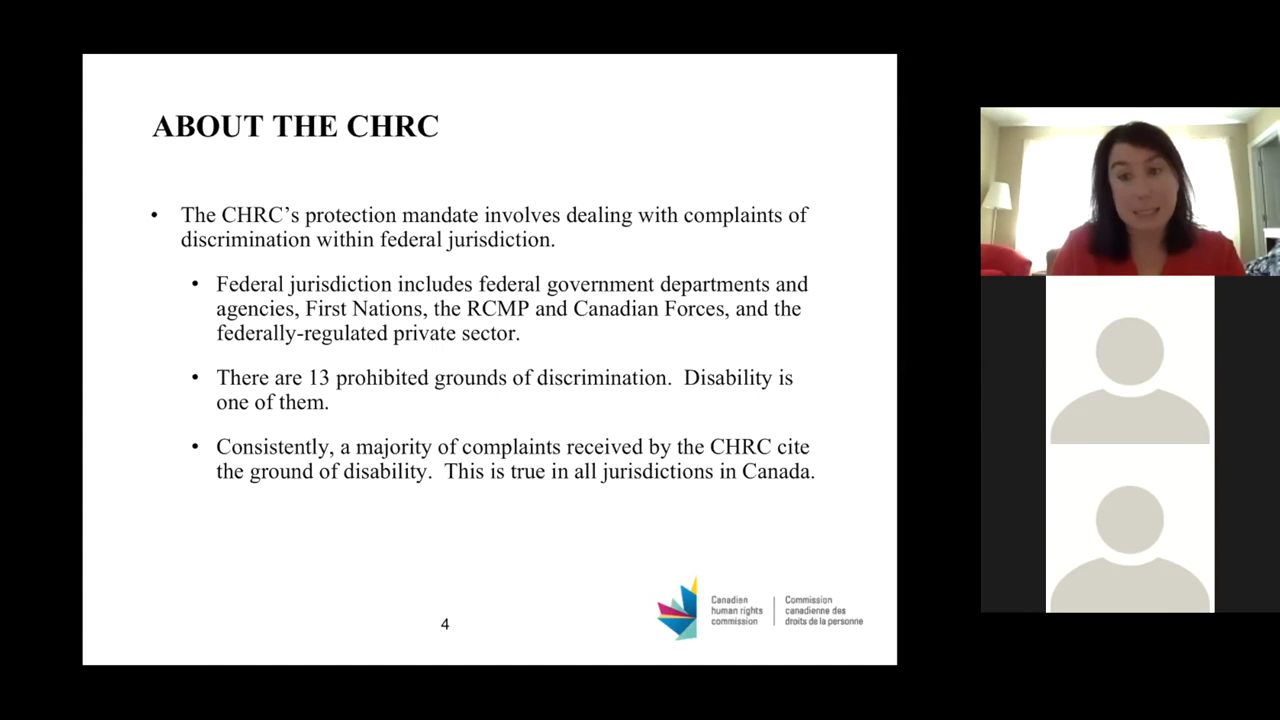 ABOUT THE CHRC
• The CHRC’s protection mandate involves dealing with complaints of
discrimination within federal jurisdiction.
• Federal jurisdiction includes federal government departments and
agencies, First Nations, the RCMP and Canadian Forces, and the
federally-regulated private sector.
• There are 13 prohibited grounds of discrimination.  Disability is
one of them.
• Consistently, a majority of complaints received by the CHRC cite
the ground of disability.  This is true in all jurisdictions in Canada.
4
Canadian
human rights
commission
Commission
canadienne des
droits de la personne